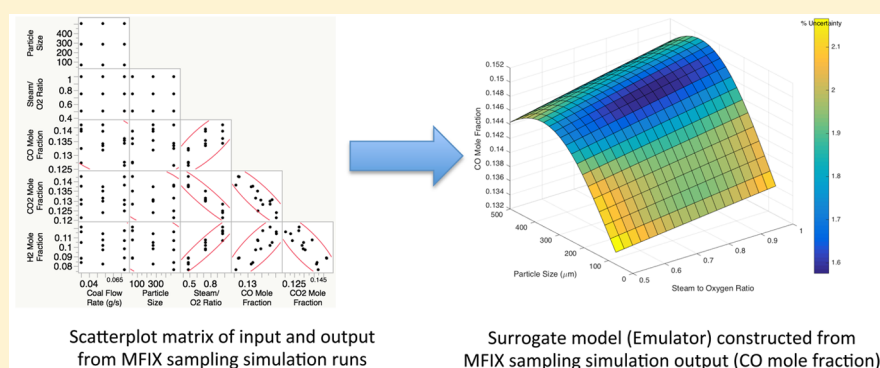 Particle
Size
400
300
200
100
Steam/
O2 Ratio
1
0.8
0.6
0.4
CO Mole
Fraction
0.14
0.135
0.13
0.125
CO2 Mole
Fraction
0.14
0.135
0.13
0.125
0.12
H2 Mole
Fraction
0.11
0.1
0.09
0.08
0.04 0.065 100 300 0.5 0.8 0.13 0.125 0.145
Coal Flow Particle Steam/ CO Mole CO2 Mole
Rate (g/s) Size O2 Ratio Fraction Fraction
% Uncertainty
2.1
2
1.9
1.8
1.7
1.6
CO Mole Fraction
0.152
0.15
0.148
0.146
0.144
0.142
0.14
0.138
0.136
0.134
0.132
500
400
300
200
100
0
Particle Size (μm)
0.5
0.6
0.7
0.8
0.9
1
Steam to Oxygen Ratio
Scatterplot matrix of input and output
from MFIX sampling simulation runs
Surrogate model (Emulator) constructed from
MFIX sampling simulation output (CO mole fraction)